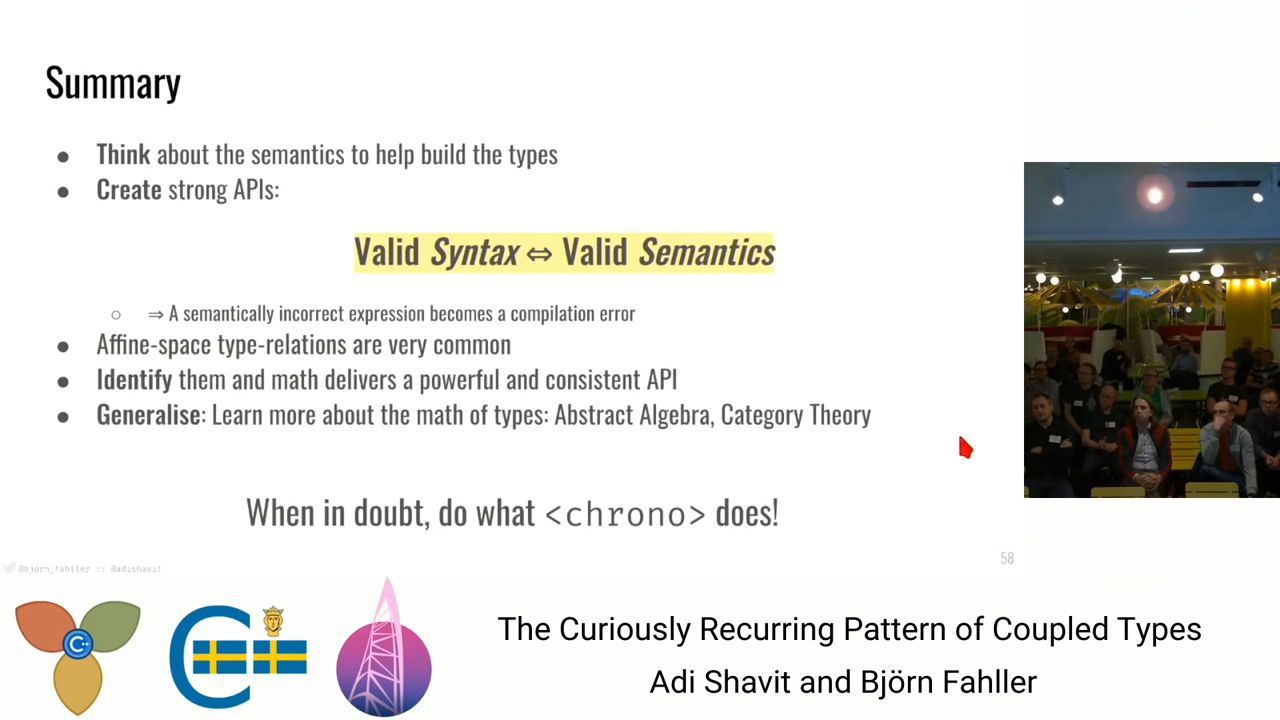 Summary
● Think about the semantics to help build the types
● Create strong APIs:
Valid Syntax ⇔ Valid Semantics
○ ⇒ A semantically incorrect expression becomes a compilation error
● Affine-space type-relations are very common
● Identify them and math delivers a powerful and consistent API
● Generalise: Learn more about the math of types: Abstract Algebra, Category Theory
When in doubt, do what <chrono> does!
58
@bjorn_fahller :: @adishavit
C++
The Curiously Recurring Pattern of Coupled Types
Adi Shavit and Björn Fahller